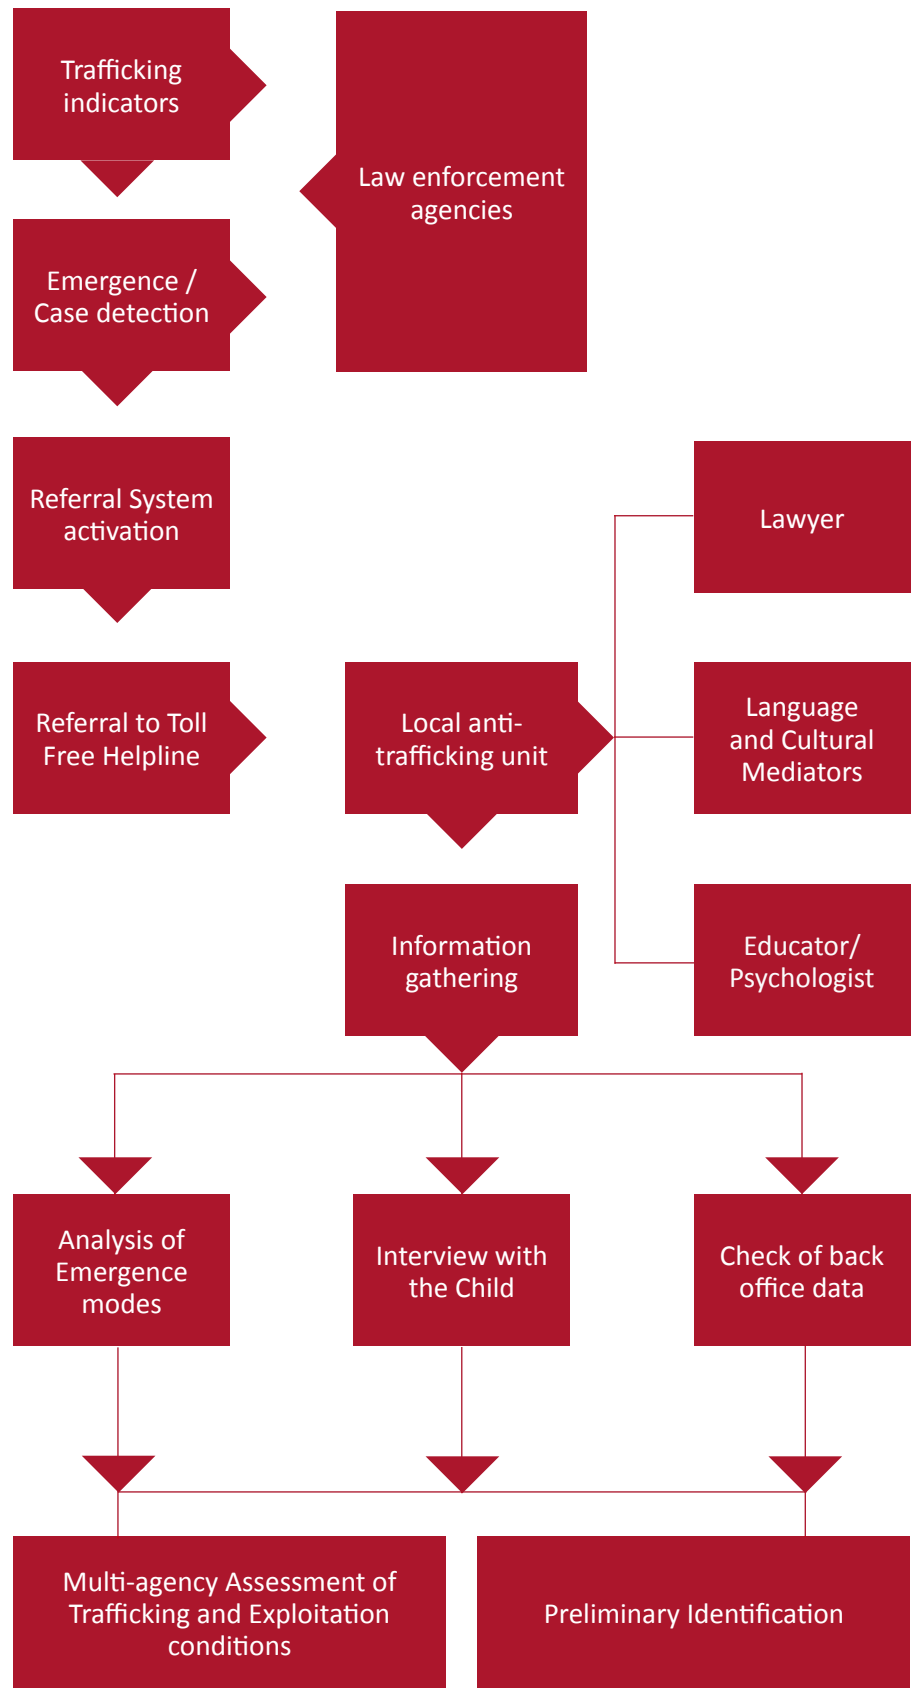 Trafficking
indicators
Law enforcement
agencies
Emergence /
Case detection
Referral System
activation
Lawyer
Referral to Toll
Free Helpline
Local anti-
trafficking unit
Language
and Cultural
Mediators
Information
gathering
Educator/
Psychologist
Analysis of
Emergence
modes
Interview with
the Child
Check of back
office data
Multi-agency Assessment of
Trafficking and Exploitation
conditions
Preliminary Identification